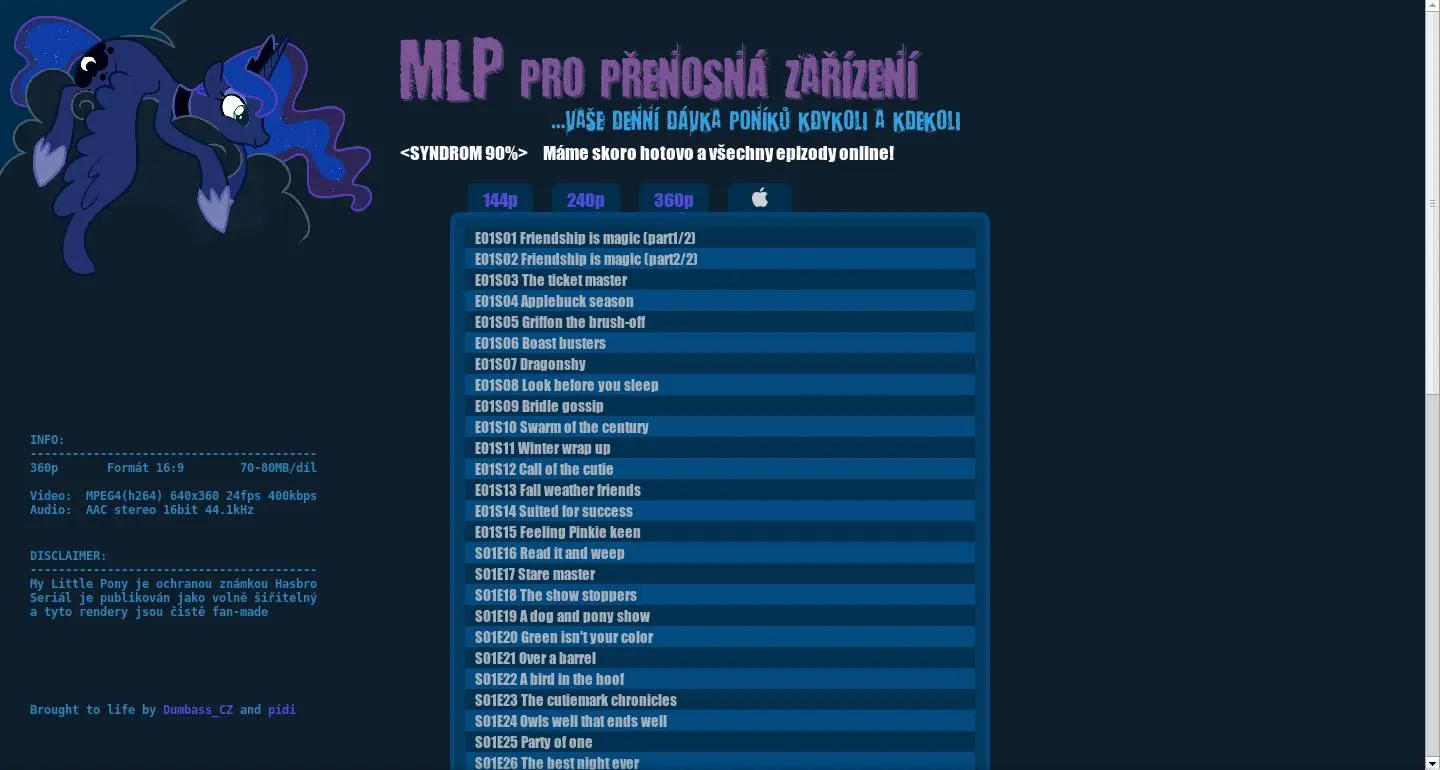 MLP PRO PŘENOSNÁ ZAŘÍZENÍ
...VAŠE DENNÍ DÁVKA PONÍKŮ KDYKOLI A KDEKOLI
<SYNDROM 90%> Máme skoro hotovo a všechny epizody online!
144p 240p 360p
E01S01 Friendship is magic (part1/2)
E01S02 Friendship is magic (part2/2)
E01S03 The ticket master
E01S04 Applebuck season
E01S05 Griffon the brush-off
E01S06 Boast busters
E01S07 Dragonshy
E01S08 Look before you sleep
E01S09 Bridle gossip
E01S10 Swarm of the century
E01S11 Winter wrap up
E01S12 Call of the cutie
E01S13 Fall weather friends
E01S14 Suited for success
E01S15 Feeling Pinkie keen
S01E16 Read it and weep
S01E17 Stare master
S01E18 The show stoppers
S01E19 A dog and pony show
S01E20 Green isn't your color
S01E21 Over a barrel
S01E22 A bird in the hoof
S01E23 The cutiemark chronicles
S01E24 Owls well that ends well
S01E25 Party of one
S01E26 The best night ever
INFO:
-----------------------------------------
360p Formát 16:9 70-80MB/díl
Video: MPEG4(h264) 640x360 24fps 400kbps
Audio: AAC stereo 16bit 44.1kHz
DISCLAIMER:
-----------------------------------------
My Little Pony je ochranou známkou Hasbro
Seriál je publikován jako volně šiřitelný
a tyto rendery jsou čistě fan-made
Brought to life by Dumbass_CZ and pidi